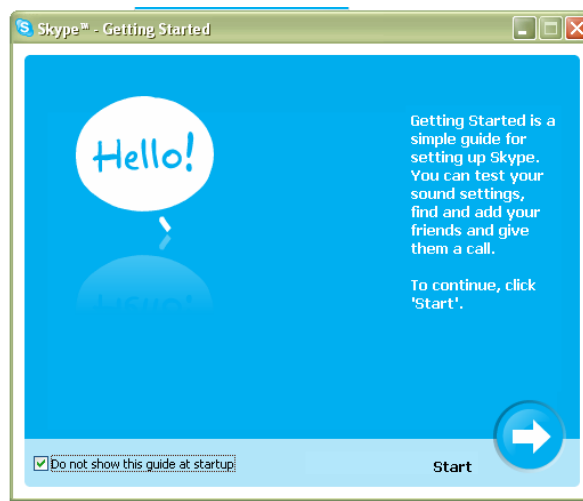 Skype™ - Getting Started
Hello!
Getting Started is a
simple guide for
setting up Skype.
You can test your
sound settings,
find and add your
friends and give
them a call.
To continue, click
'Start'.
Do not show this guide at startup
Start